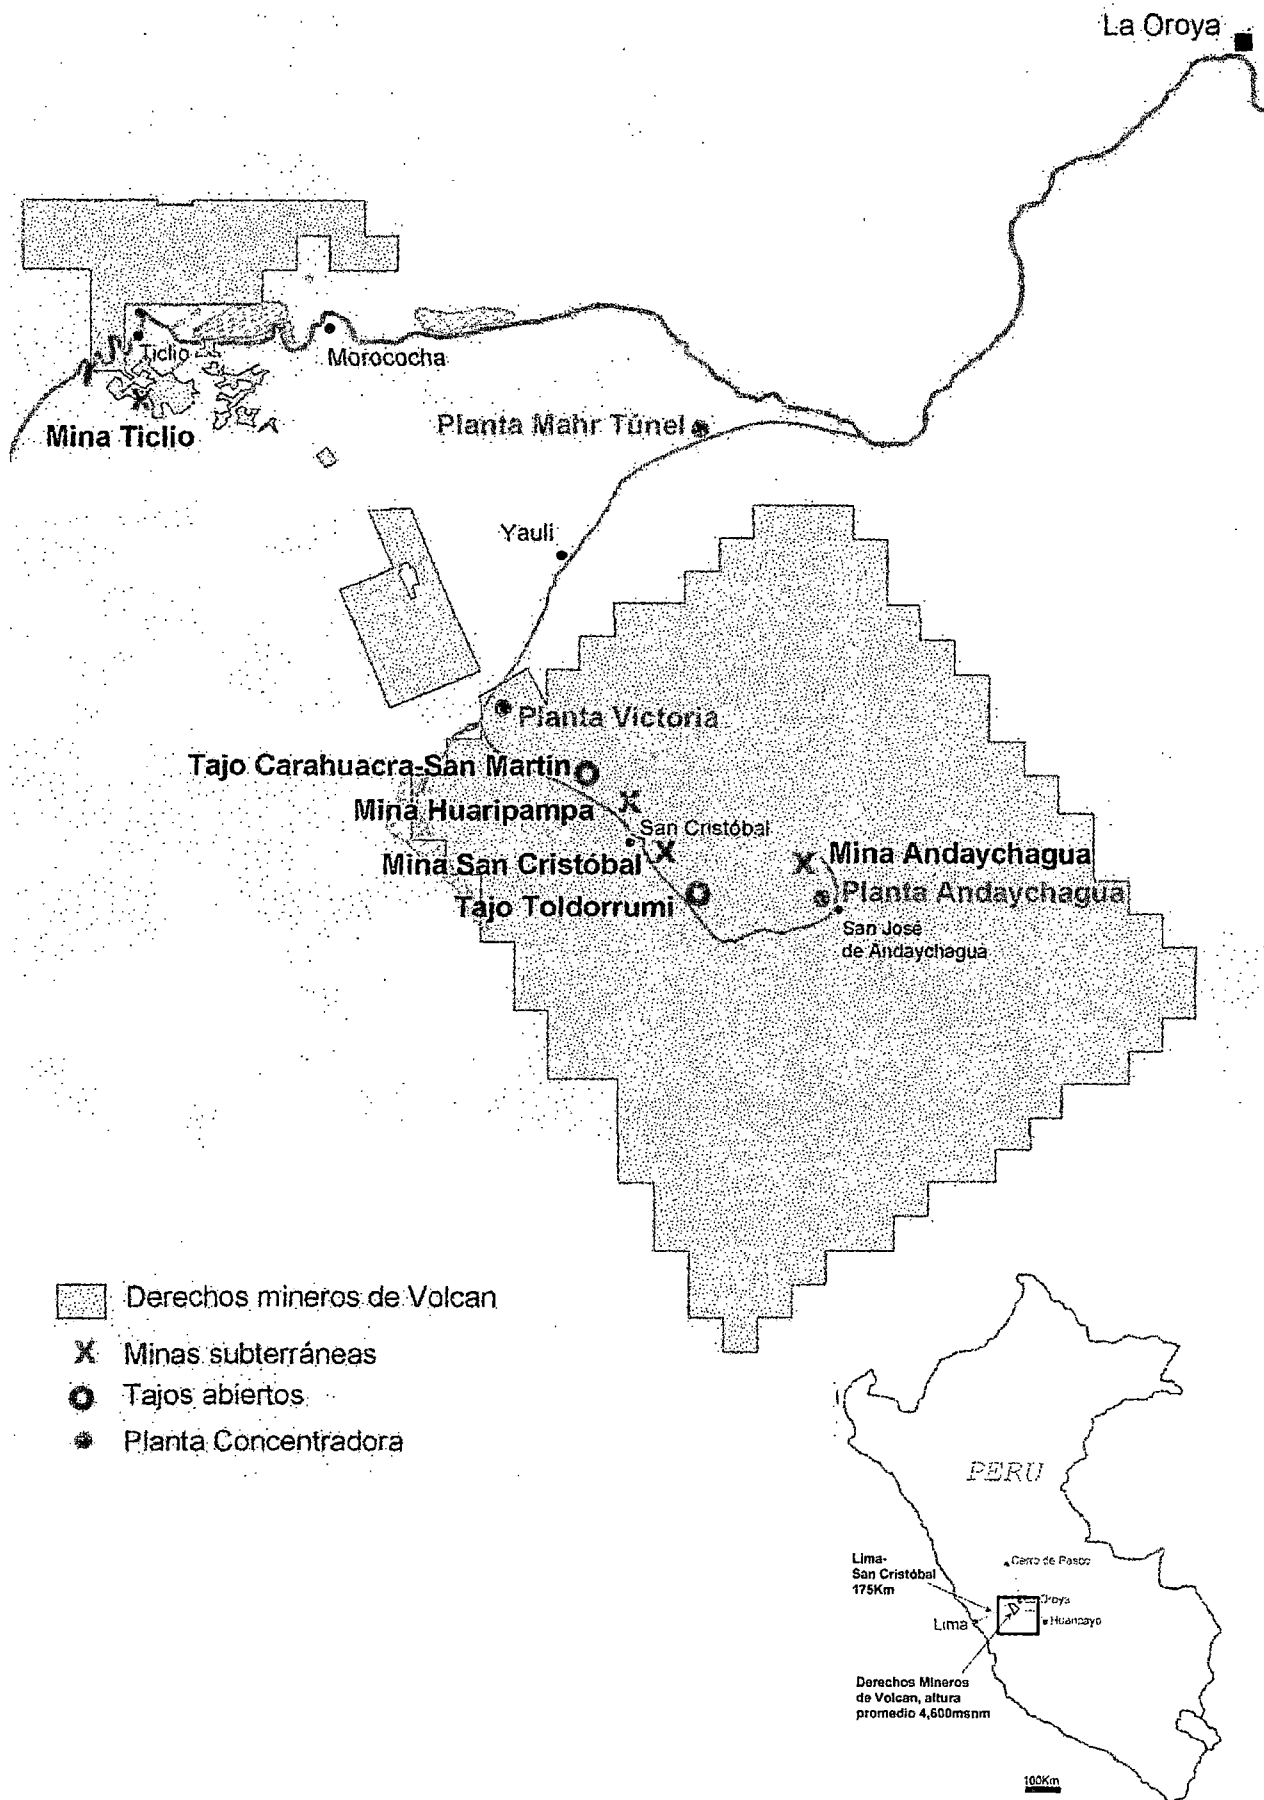 La Oroya
Ticlio
Morococha
Mina Ticlio
Planta Mahr Túnel
Yauli
Planta Victoria
Tajo Carahuacra-San Martín
Mina Huaripampa
San Cristóbal
Mina San Cristóbal
Mina Andaychagua
Planta Andaychagua
Tajo Toldorrumi
San José
de Andaychagua
Derechos mineros de Volcan
Minas subterráneas
Tajos abiertos
Planta Concentradora
PERU
Cerro de Pasco
Lima-
San Cristóbal
175Km
Oroya
Lima
Huancayo
Derechos Mineros
de Volcan, altura
promedio 4,600msnm
100Km